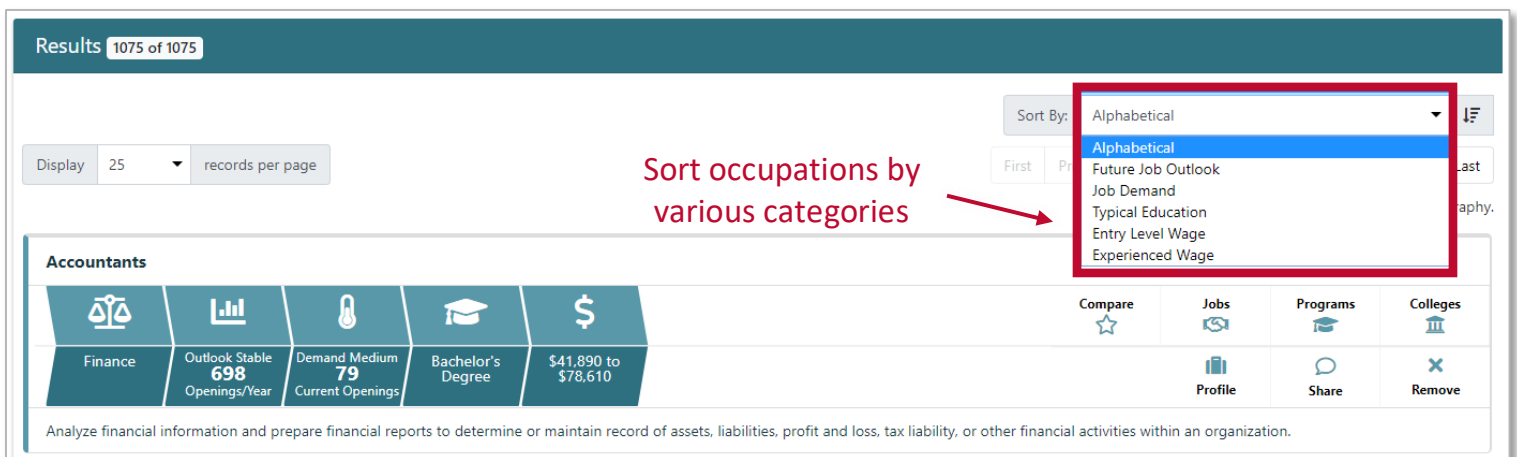 Results 1075 of 1075
Sort By: Alphabetical
Alphabetical
Future Job Outlook
Job Demand
Typical Education
Entry Level Wage
Experienced Wage
Display 25 records per page
First
Last
Sort occupations by
various categories
Accountants
Compare Jobs Programs Colleges
Finance
Outlook Stable
698
Openings/Year
Demand Medium
79
Current Openings
Bachelor's
Degree
$41,890 to
$78,610
Profile Share Remove
Analyze financial information and prepare financial reports to determine or maintain record of assets, liabilities, profit and loss, tax liability, or other financial activities within an organization.